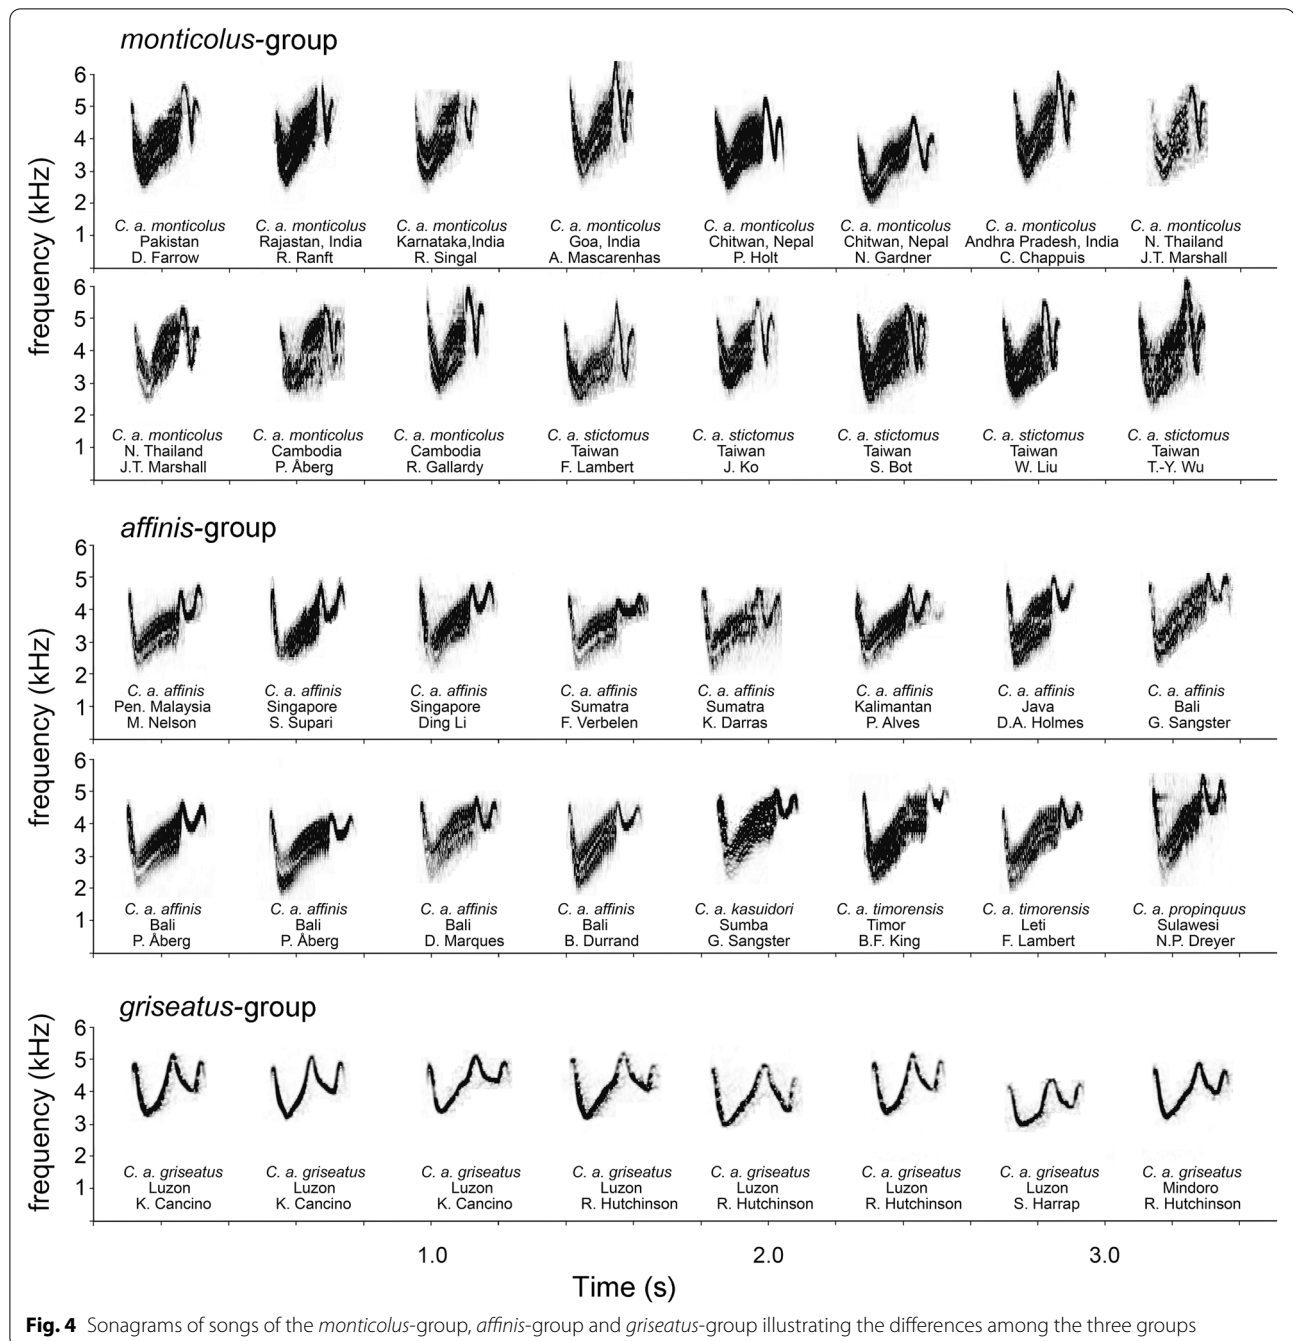 monticolus-group
frequency (kHz)
6
5
4
3
2
1
C. a. monticolus
Pakistan
D. Farrow
C. a. monticolus
Rajastan, India
R. Ranft
C. a. monticolus
Karnataka,India
R. Singal
C. a. monticolus
Goa, India
A. Mascarenhas
C. a. monticolus
Chitwan, Nepal
P. Holt
C. a. monticolus
Chitwan, Nepal
N. Gardner
C. a. monticolus
Andhra Pradesh, India
C. Chappuis
C. a. monticolus
N. Thailand
J.T. Marshall
6
5
4
3
2
1
C. a. monticolus
N. Thailand
J.T. Marshall
C. a. monticolus
Cambodia
P. Åberg
C. a. monticolus
Cambodia
R. Gallardy
C. a. stictomus
Taiwan
F. Lambert
C. a. stictomus
Taiwan
J. Ko
C. a. stictomus
Taiwan
S. Bot
C. a. stictomus
Taiwan
W. Liu
C. a. stictomus
Taiwan
T.-Y. Wu
affinis-group
frequency (kHz)
6
5
4
3
2
1
C. a. affinis
Pen. Malaysia
M. Nelson
C. a. affinis
Singapore
S. Supari
C. a. affinis
Singapore
Ding Li
C. a. affinis
Sumatra
F. Verbelen
C. a. affinis
Sumatra
K. Darras
C. a. affinis
Kalimantan
P. Alves
C. a. affinis
Java
D.A. Holmes
C. a. affinis
Bali
G. Sangster
6
5
4
3
2
1
C. a. affinis
Bali
P. Åberg
C. a. affinis
Bali
P. Åberg
C. a. affinis
Bali
D. Marques
C. a. affinis
Bali
B. Durrand
C. a. kasuidori
Sumba
G. Sangster
C. a. timorensis
Timor
B.F. King
C. a. timorensis
Leti
F. Lambert
C. a. propinquus
Sulawesi
N.P. Dreyer
griseatus-group
frequency (kHz)
6
5
4
3
2
1
C. a. griseatus
Luzon
K. Cancino
C. a. griseatus
Luzon
K. Cancino
C. a. griseatus
Luzon
K. Cancino
C. a. griseatus
Luzon
R. Hutchinson
C. a. griseatus
Luzon
R. Hutchinson
C. a. griseatus
Luzon
R. Hutchinson
C. a. griseatus
Luzon
S. Harrap
C. a. griseatus
Mindoro
R. Hutchinson
1.0
2.0
3.0
Time (s)
Fig. 4 Sonagrams of songs of the monticolus-group, affinis-group and griseatus-group illustrating the differences among the three groups